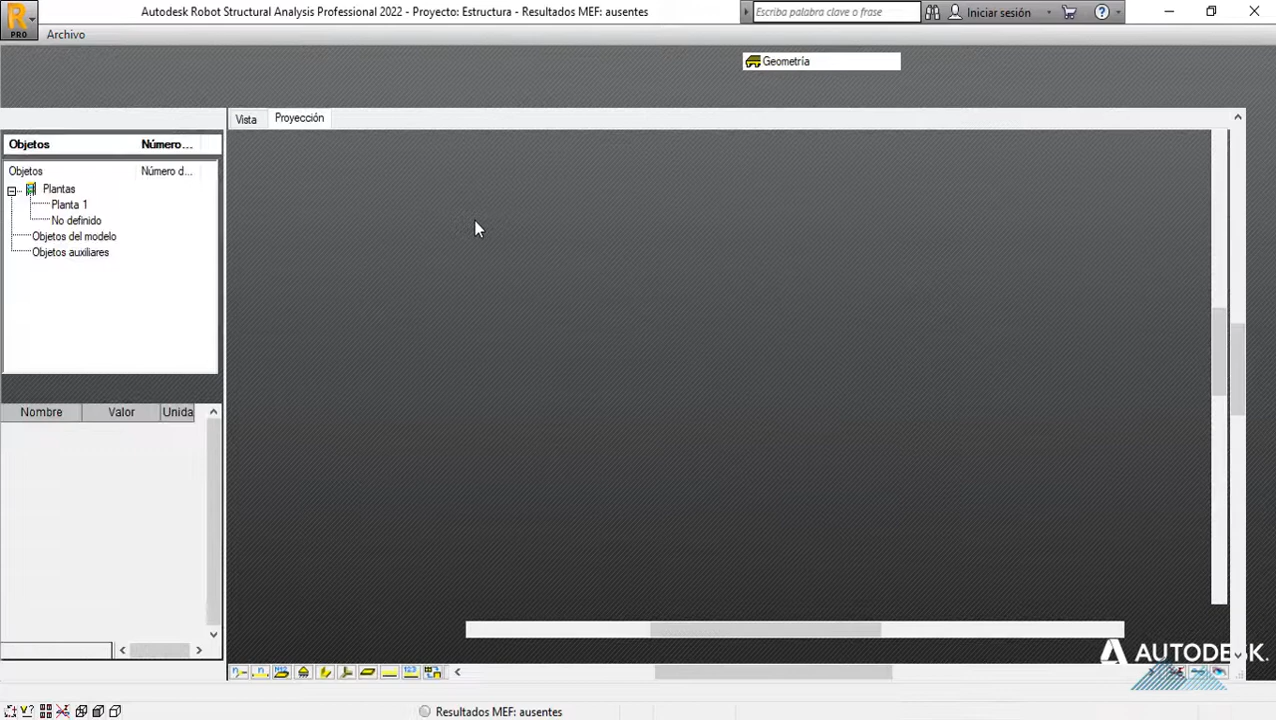 Autodesk Robot Structural Analysis Professional 2022 - Proyecto: Estructura - Resultados MEF: ausentes
Escriba palabra clave o frase
Iniciar sesión
PRO
Archivo
Geometría
Vista
Proyección
Objetos Número...
Objetos Número d...
Plantas
Planta 1
No definido
Objetos del modelo
Objetos auxiliares
Nombre Valor Unida
AUTODESK.
Resultados MEF: ausentes